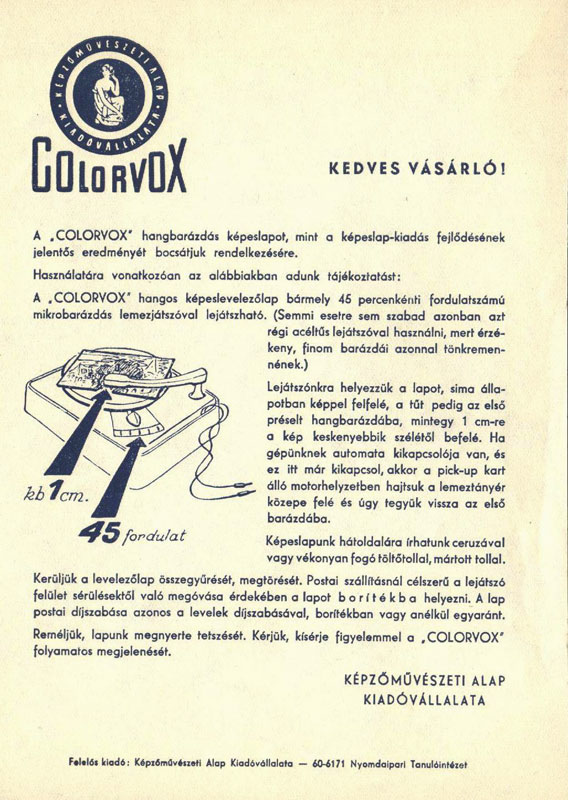 KÉPZŐMŰVÉSZETI ALAP
KIADÓVÁLLALATA
COLORVOX
KEDVES VÁSÁRLÓ!
A „COLORVOX" hangbarázdás képeslapot, mint a képeslap-kiadás fejlődésének
jelentős eredményét bocsátjuk rendelkezésére.
Használatára vonatkozóan az alábbiakban adunk tájékoztatást:
A „COLORVOX" hangos képeslevelezőlap bármely 45 percenkénti fordulatszámú
mikrobarázdás lemezjátszóval lejátszható. (Semmi esetre sem szabad azonban azt
régi acéltűs lejátszóval használni, mert érzé-
keny, finom barázdái azonnal tönkremen-
nének.)
Lejátszónkra helyezzük a lapot, sima álla-
potban képpel felfelé, a tűt pedig az első
préselt hangbarázdába, mintegy 1 cm-re
a kép keskenyebbik szélétől befelé. Ha
gépünknek automata kikapcsolója van, és
ez itt már kikapcsol, akkor a pick-up kart
álló motorhelyzetben hajtsuk a lemeztányér
közepe felé és úgy tegyük vissza az első
barázdába.
kb 1 cm.
45 fordulat
Képeslapunk hátoldalára írhatunk ceruzával
vagy vékonyan fogó töltőtollal, mártott tollal.
Kerüljük a levelezőlap összegyűrését, megtörését. Postai szállításnál célszerű a lejátszó
felület sérülésektől való megóvása érdekében a lapot borítékba helyezni. A lap
postai díjszabása azonos a levelek díjszabásával, borítékban vagy anélkül egyaránt.
Reméljük, lapunk megnyerte tetszését. Kérjük, kísérje figyelemmel a „COLORVOX"
folyamatos megjelenését.
KÉPZŐMŰVÉSZETI ALAP
KIADÓVÁLLALATA
Felelős kiadó: Képzőművészeti Alap Kiadóvállalata — 60-6171 Nyomdaipari Tanulóintézet